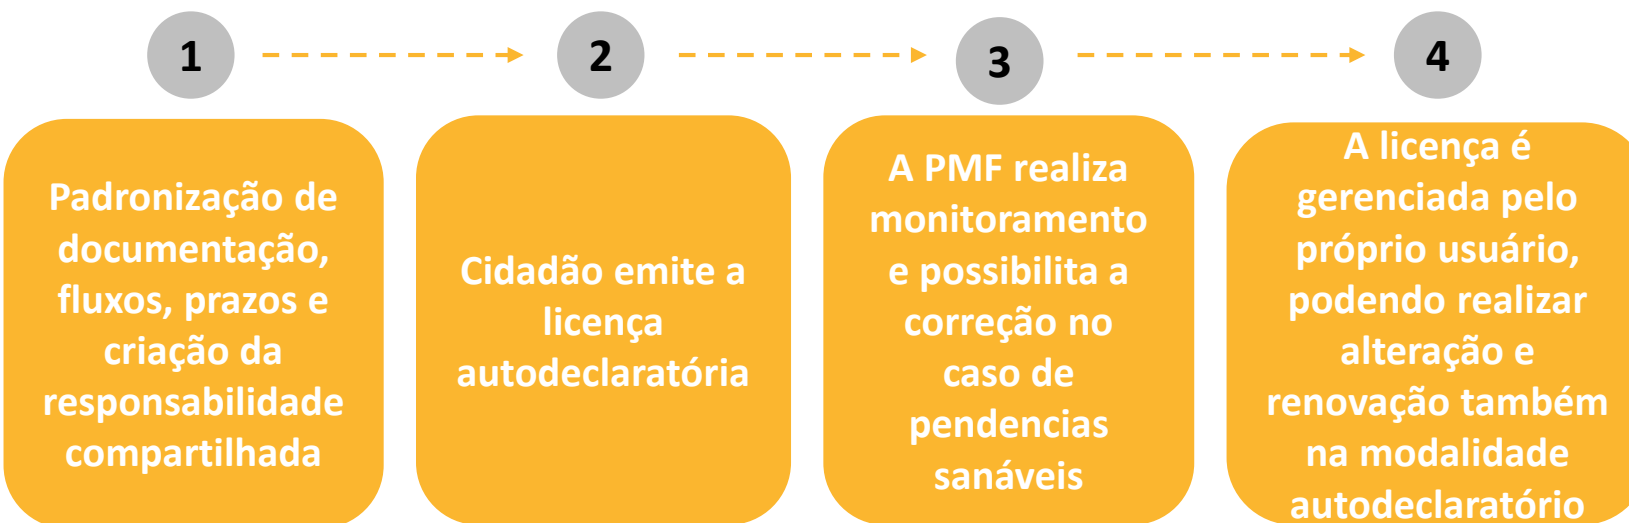 1
2
3
4
Padronização de
documentação,
fluxos, prazos e
criação da
responsabilidade
compartilhada
Cidadão emite a
licença
autodeclaratória
A PMF realiza
monitoramento
e possibilita a
correção no
caso de
pendencias
sanáveis
A licença é
gerenciada pelo
próprio usuário,
podendo realizar
alteração e
renovação também
na modalidade
autodeclaratório